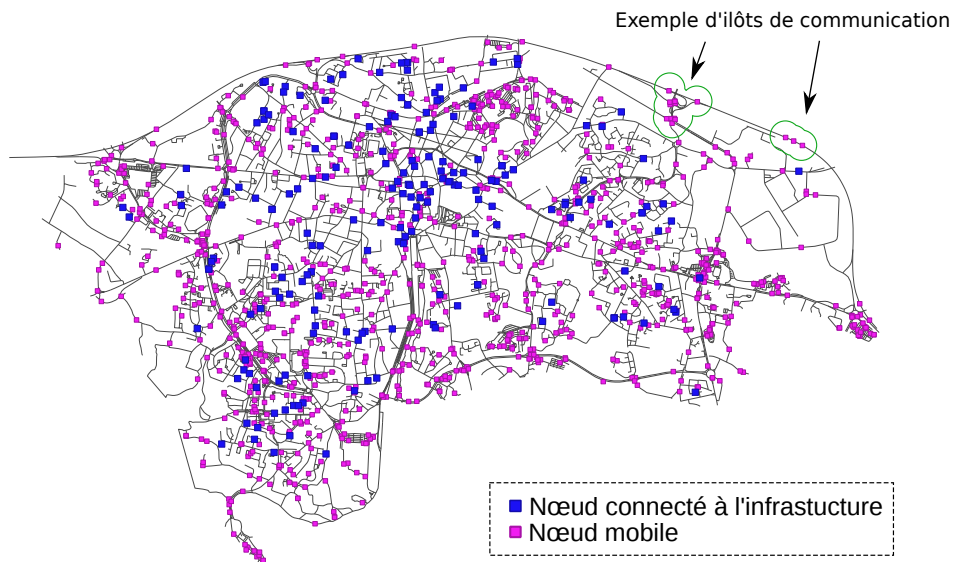 Exemple d'ilôts de communication
Nœud connecté à l'infrastucture
Nœud mobile